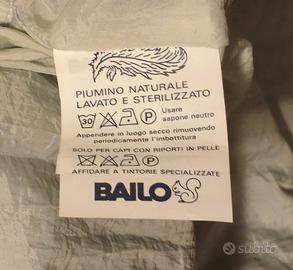 PIUMINO NATURALE
LAVATO E STERILIZZATO
30
P
Usare
sapone neutro
Appendere in luogo secco rimuovendo
periodicamente l'imbottitura
SOLO PER CAPI CON RIPORTI IN PELLE
P
AFFIDARE A TINTORIE SPECIALIZZATE
BAILO
subito